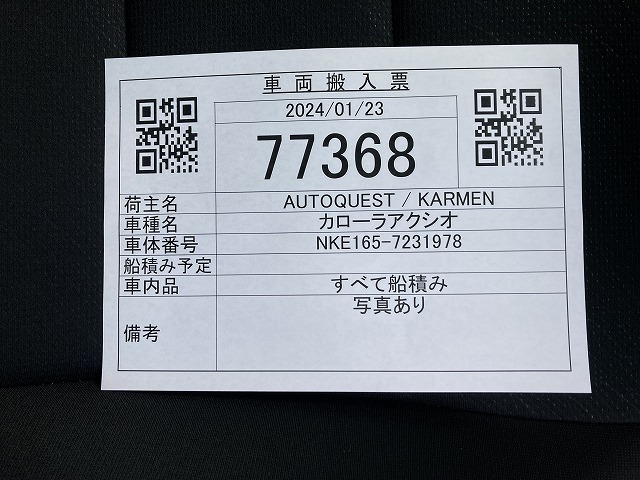 車両搬入票
2024/01/23
77368
荷主名 AUTOQUEST / KARMEN
車種名 カローラアクシオ
車体番号 NKE165-7231978
船積み予定
車内品 すべて船積み
備考 写真あり